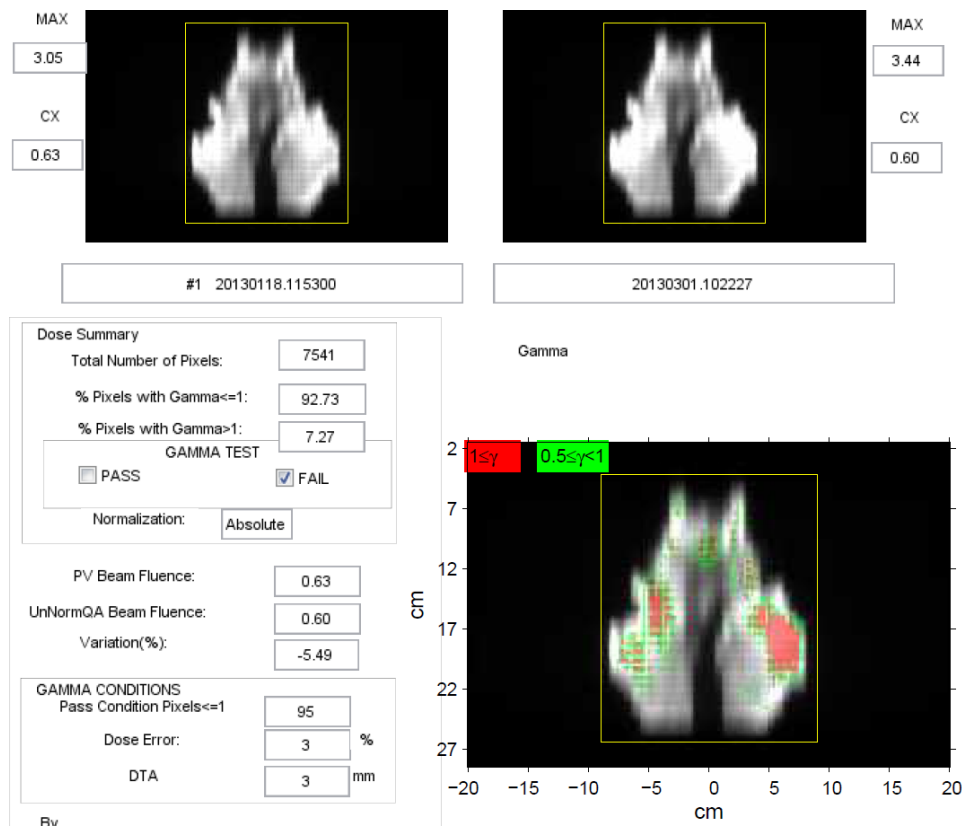 MAX
3.05
CX
0.63
MAX
3.44
CX
0.60
#1 20130118.115300
20130301.102227
Dose Summary
Total Number of Pixels: 7541
% Pixels with Gamma<=1: 92.73
% Pixels with Gamma>1: 7.27
GAMMA TEST
PASS FAIL
Normalization: Absolute
PV Beam Fluence: 0.63
UnNormQA Beam Fluence: 0.60
Variation(%): -5.49
GAMMA CONDITIONS
Pass Condition Pixels<=1 95
Dose Error: 3 %
DTA 3 mm
By
Gamma
1≤γ 0.5≤γ<1
2
7
12
17
22
27
cm
−20 −15 −10 −5 0 5 10 15 20
cm